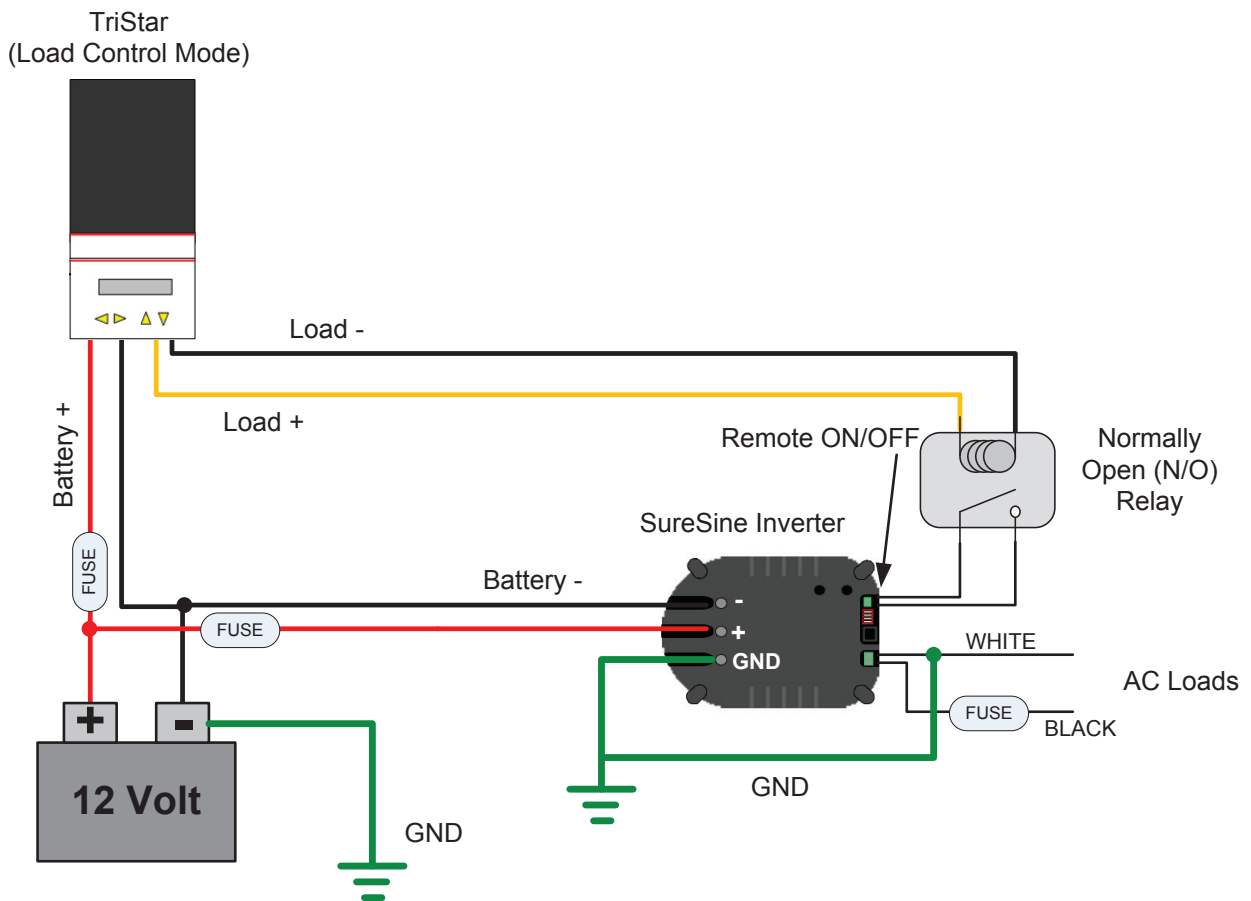 TriStar
(Load Control Mode)
Load -
Load +
Battery +
FUSE
Remote ON/OFF
Normally
Open (N/O)
Relay
SureSine Inverter
Battery -
FUSE
-
+
GND
WHITE
AC Loads
FUSE
BLACK
GND
+
-
12 Volt
GND